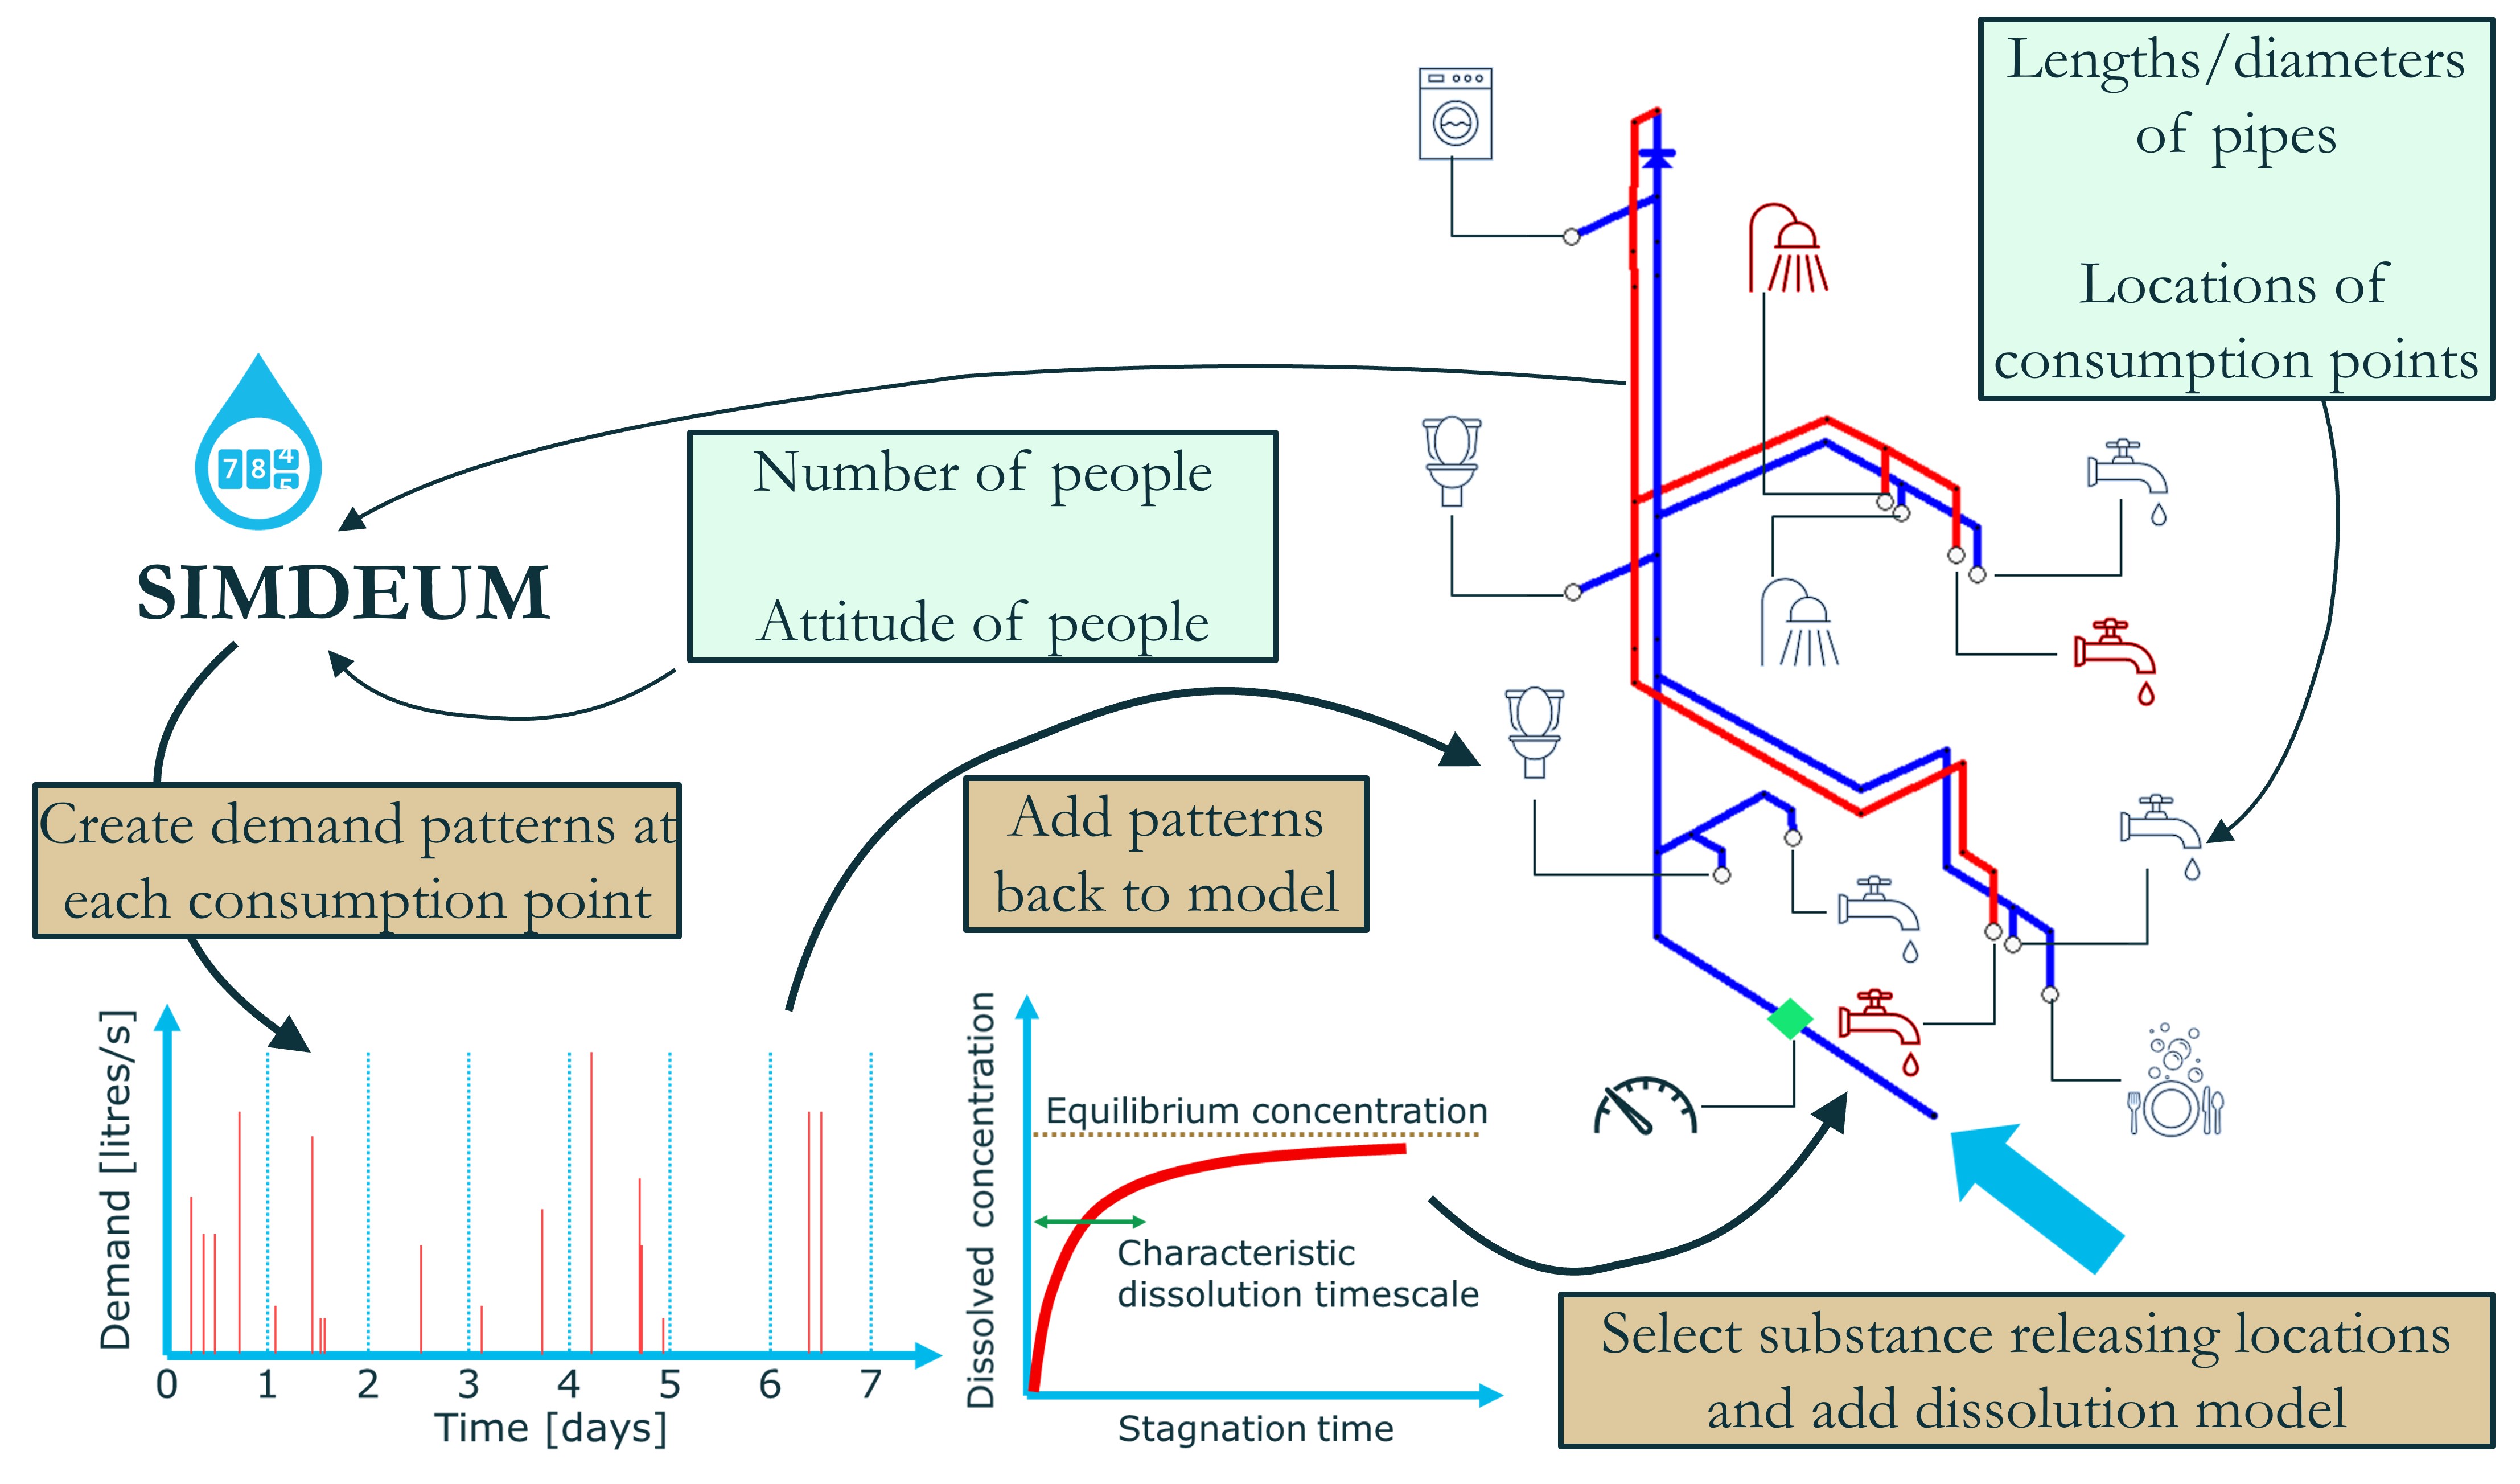 Lengths/diameters
of pipes
Locations of
consumption points
7 8 4
5
SIMDEUM
Number of people
Attitude of people
Create demand patterns at
each consumption point
Add patterns
back to model
Demand [litres/s]
0 1 2 3 4 5 6 7
Time [days]
Dissolved concentration
Equilibrium concentration
Characteristic
dissolution timescale
Stagnation time
Select substance releasing locations
and add dissolution model